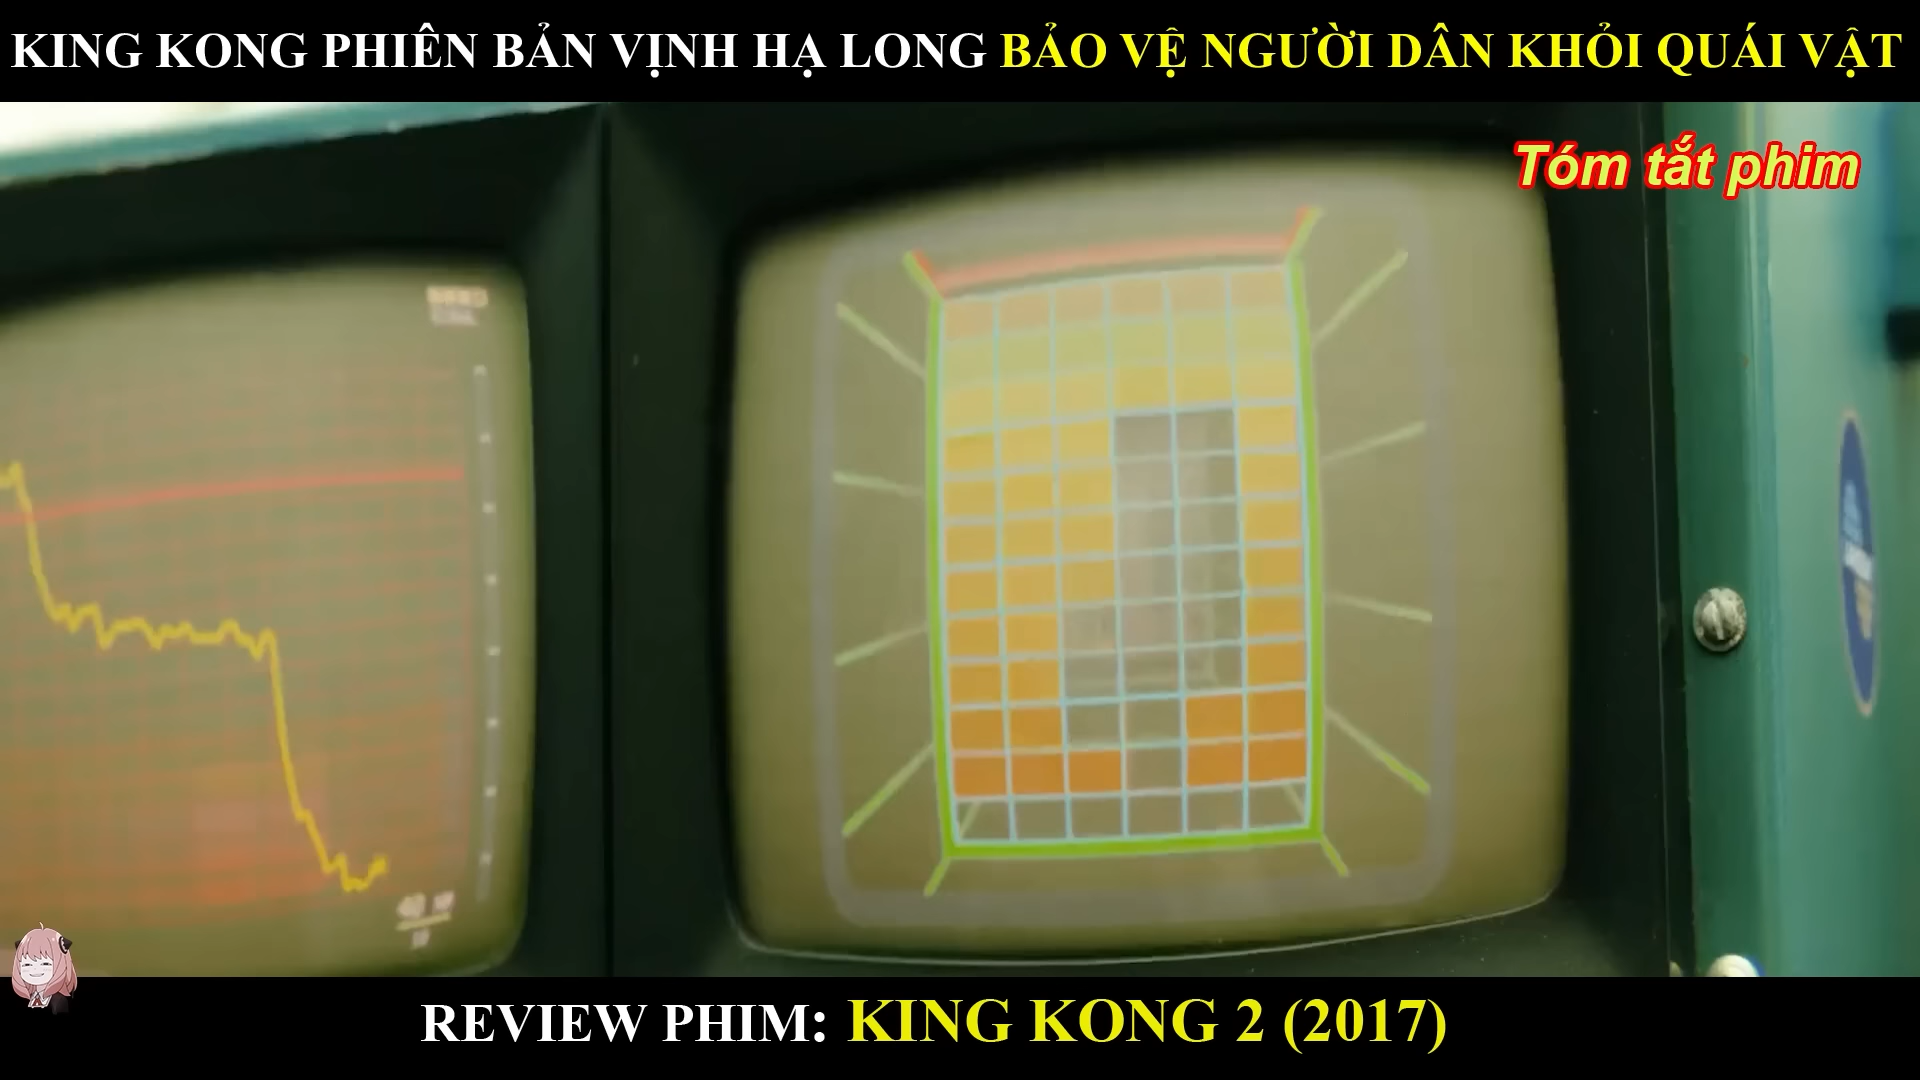 KING KONG PHIÊN BẢN VỊNH HẠ LONG BẢO VỆ NGƯỜI DÂN KHỎI QUÁI VẬT
Tóm tắt phim
REVIEW PHIM: KING KONG 2 (2017)